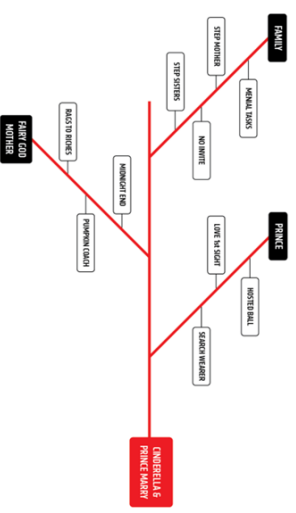 FAMILY
STEP MOTHER
MENIAL TASKS
STEP SISTERS
NO INVITE
PRINCE
LOVE 1st SIGHT
HOSTED BALL
SEARCH WEARER
FAIRY GOD
MOTHER
RAGS TO RICHES
MIDNIGHT END
PUMPKIN COACH
CINDERELLA &
PRINCE MARRY